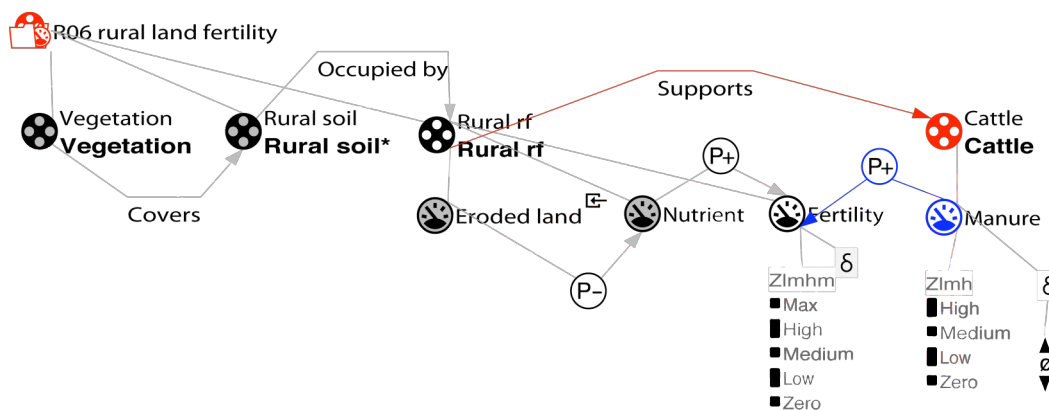 R06 rural land fertility
Occupied by
Supports
Vegetation
Vegetation
Rural soil
Rural soil*
Rural rf
Rural rf
Cattle
Cattle
P+
P+
Covers
Eroded land
Nutrient
Fertility
Manure
δ
δ
P−
Zlmhm
Max
High
Medium
Low
Zero
Zlmh
High
Medium
Low
Zero
ø